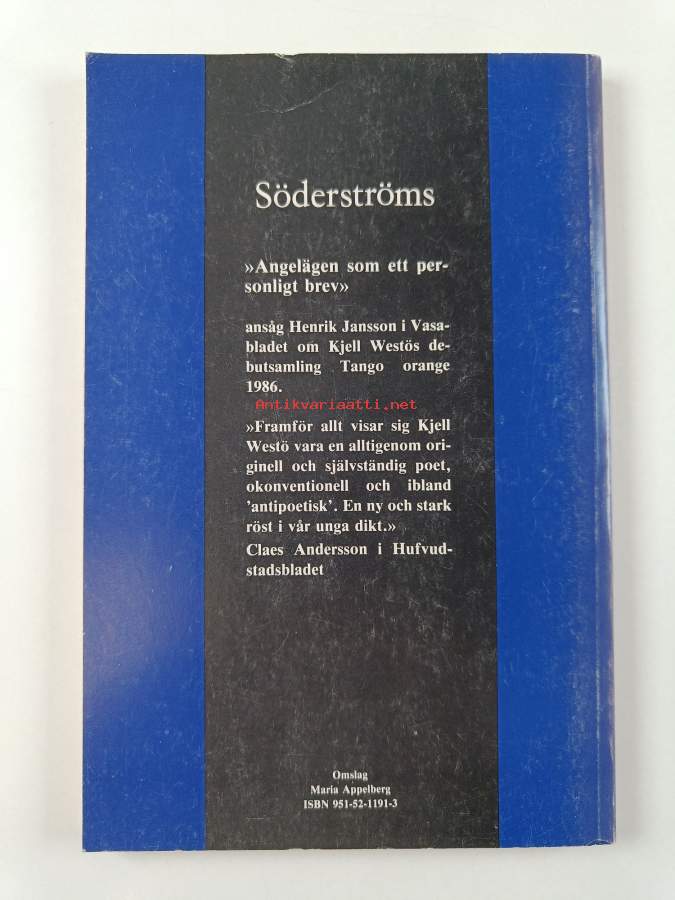 Söderströms
»Angelägen som ett per-
sonligt brev»
ansåg Henrik Jansson i Vasa-
bladet om Kjell Westös de-
butsamling Tango orange
1986.
Antikvariaatti.net
»Framför allt visar sig Kjell
Westö vara en alltigenom ori-
ginell och självständig poet,
okonventionell och ibland
'antipoetisk'. En ny och stark
röst i vår unga dikt.»
Claes Andersson i Hufvud-
stadsbladet
Omslag
Maria Appelberg
ISBN 951-52-1191-3